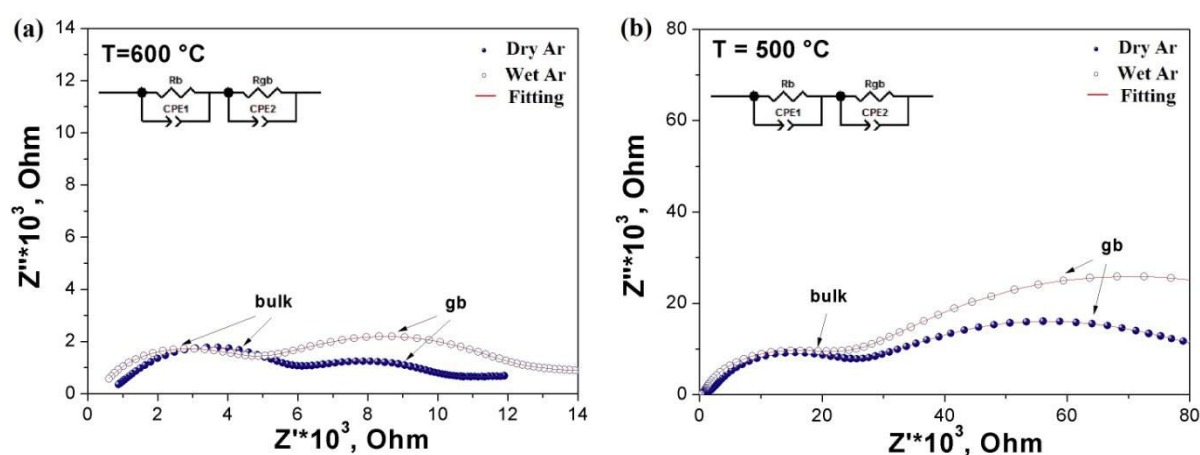 (a)
T=600 °C
Dry Ar
Wet Ar
Fitting
Rb
Rgb
CPE1
CPE2
bulk
gb
14
12
10
8
6
4
2
0
0 2 4 6 8 10 12 14
Z''*10³, Ohm
Z'*10³, Ohm
(b)
T = 500 °C
Dry Ar
Wet Ar
Fitting
Rb
Rgb
CPE1
CPE2
bulk
gb
80
60
40
20
0
0 20 40 60 80
Z''*10³, Ohm
Z'*10³, Ohm